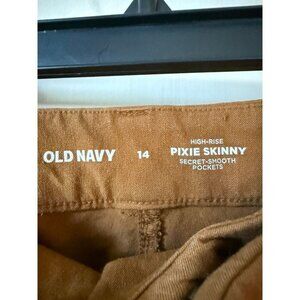 OLD NAVY
14
HIGH-RISE
PIXIE SKINNY
SECRET-SMOOTH
POCKETS